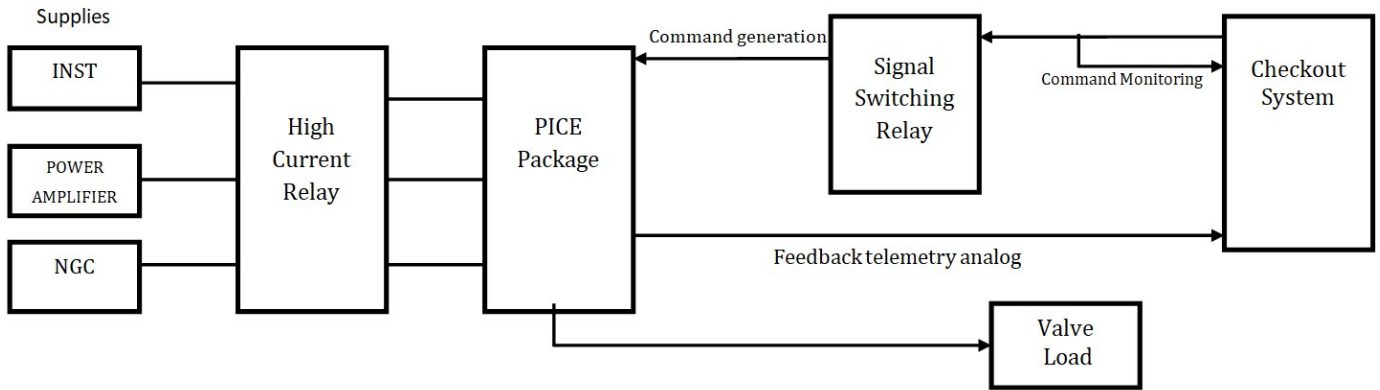 Supplies
INST
POWER
AMPLIFIER
NGC
High
Current
Relay
PICE
Package
Command generation
Signal
Switching
Relay
Command Monitoring
Checkout
System
Feedback telemetry analog
Valve
Load